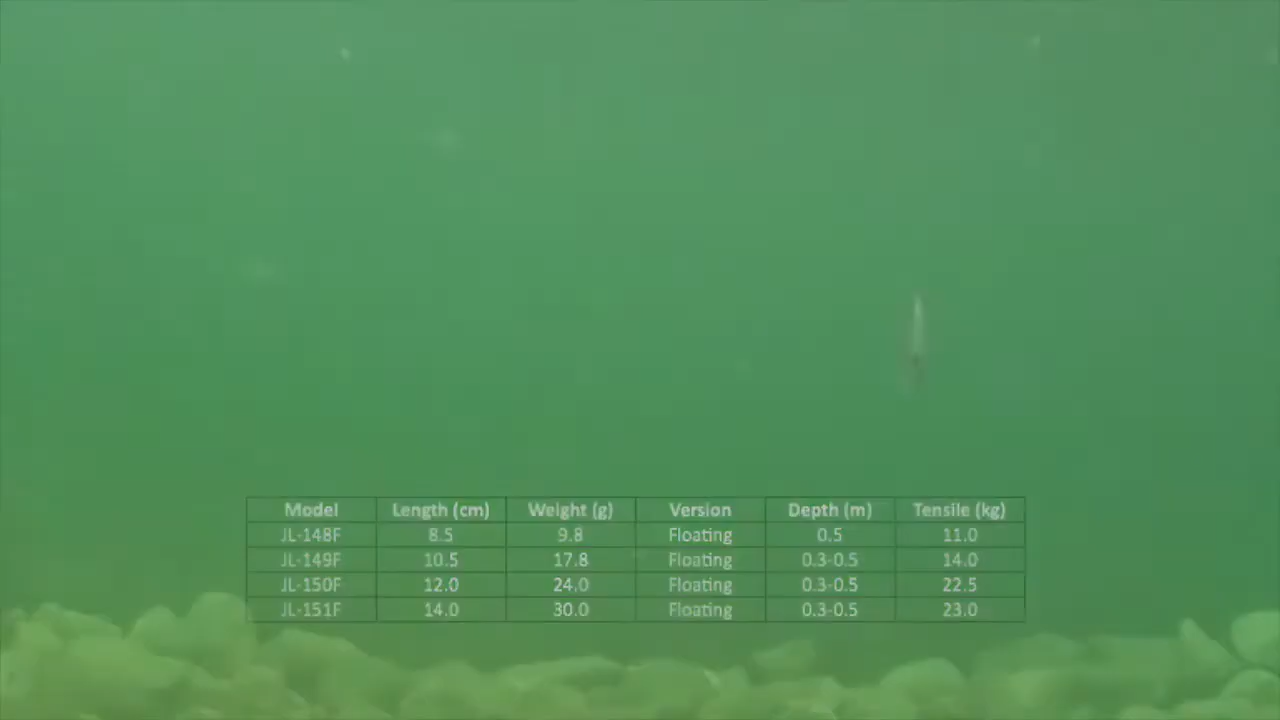 Model Length (cm) Weight (g) Version Depth (m) Tensile (kg)
JL-148F 8.5 9.8 Floating 0.5 11.0
JL-149F 10.5 17.8 Floating 0.3-0.5 14.0
JL-150F 12.0 24.0 Floating 0.3-0.5 22.5
JL-151F 14.0 30.0 Floating 0.3-0.5 23.0